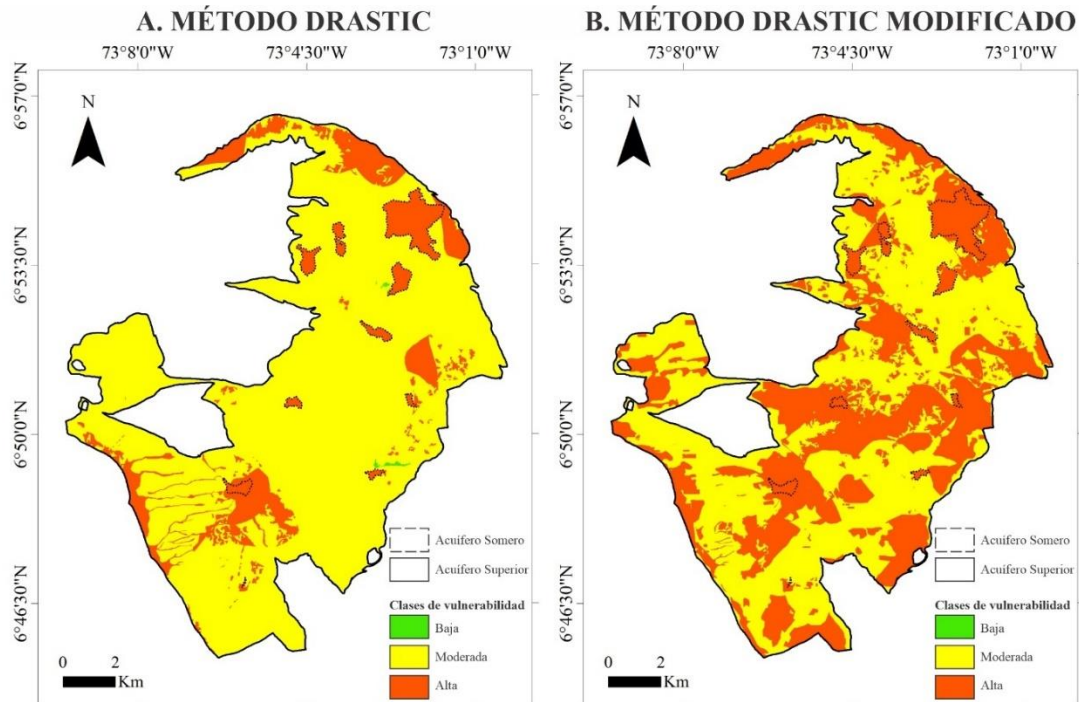 A. MÉTODO DRASTIC
73°8'0"W 73°4'30"W 73°1'0"W
6°57'0"N
N
6°53'30"N
6°50'0"N
6°46'30"N
Acuífero Somero
Acuífero Superior
Clases de vulnerabilidad
Baja
Moderada
Alta
0 2
Km
B. MÉTODO DRASTIC MODIFICADO
73°8'0"W 73°4'30"W 73°1'0"W
6°57'0"N
N
6°53'30"N
6°50'0"N
6°46'30"N
Acuífero Somero
Acuífero Superior
Clases de vulnerabilidad
Baja
Moderada
Alta
0 2
Km